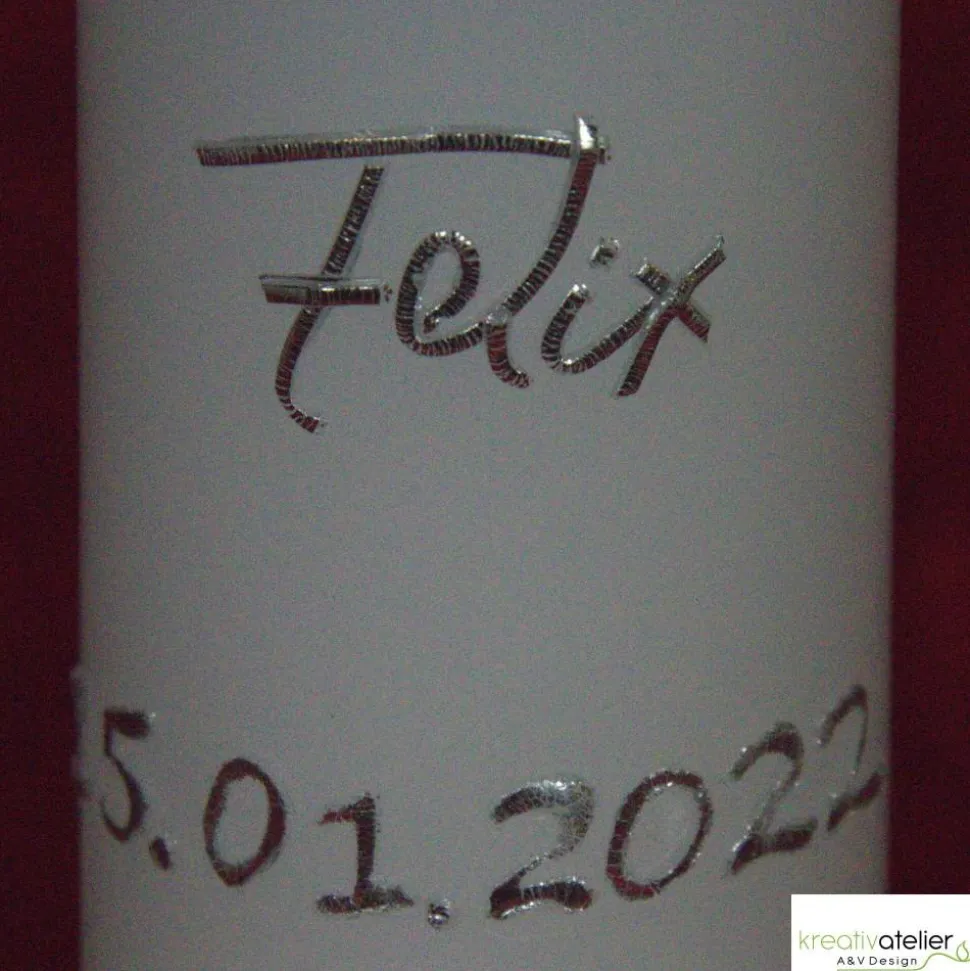 Felix
5.01.2022
kreativatelier
A&V Design